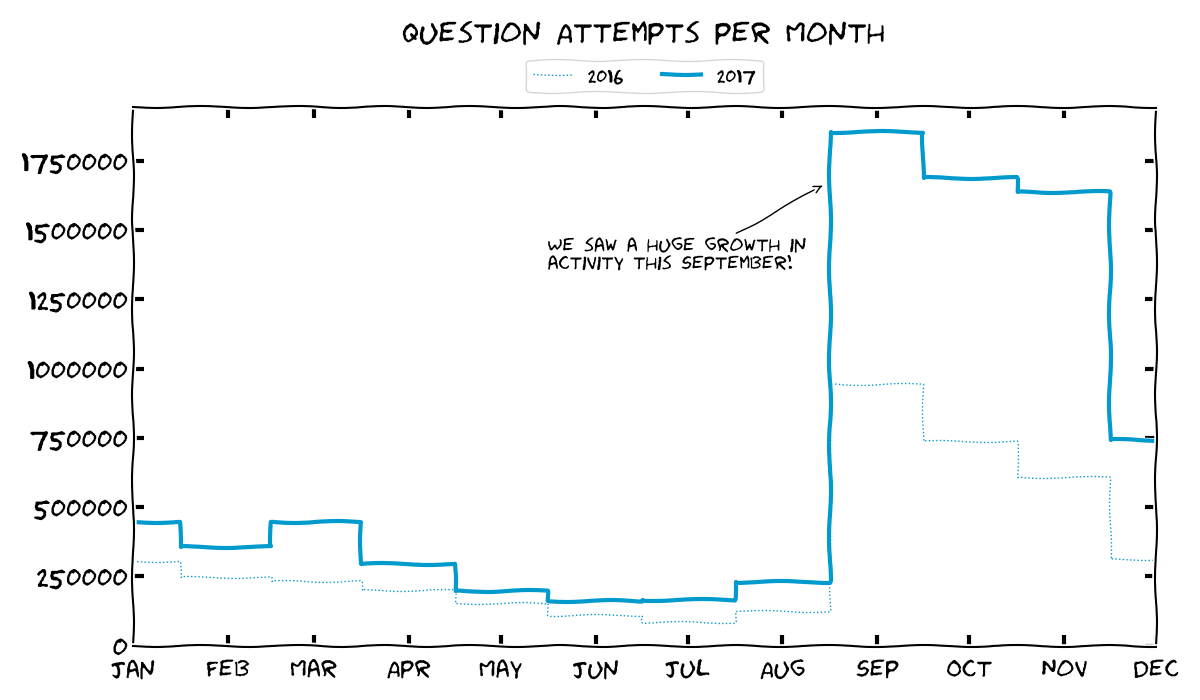 QUESTION ATTEMPTS PER MONTH
2016 2017
1750000
1500000
WE SAW A HUGE GROWTH IN
ACTIVITY THIS SEPTEMBER!
1250000
1000000
750000
500000
250000
0
JAN FEB MAR APR MAY JUN JUL AUG SEP OCT NOV DEC